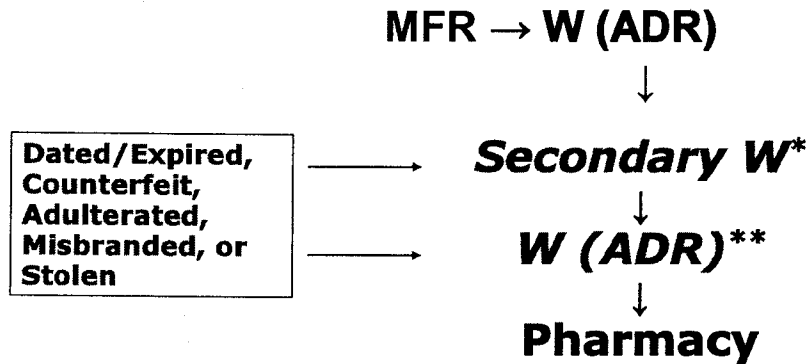 MFR → W (ADR)
↓
Secondary W*
Dated/Expired,
Counterfeit,
Adulterated,
Misbranded, or
Stolen
↓
W (ADR)**
↓
Pharmacy